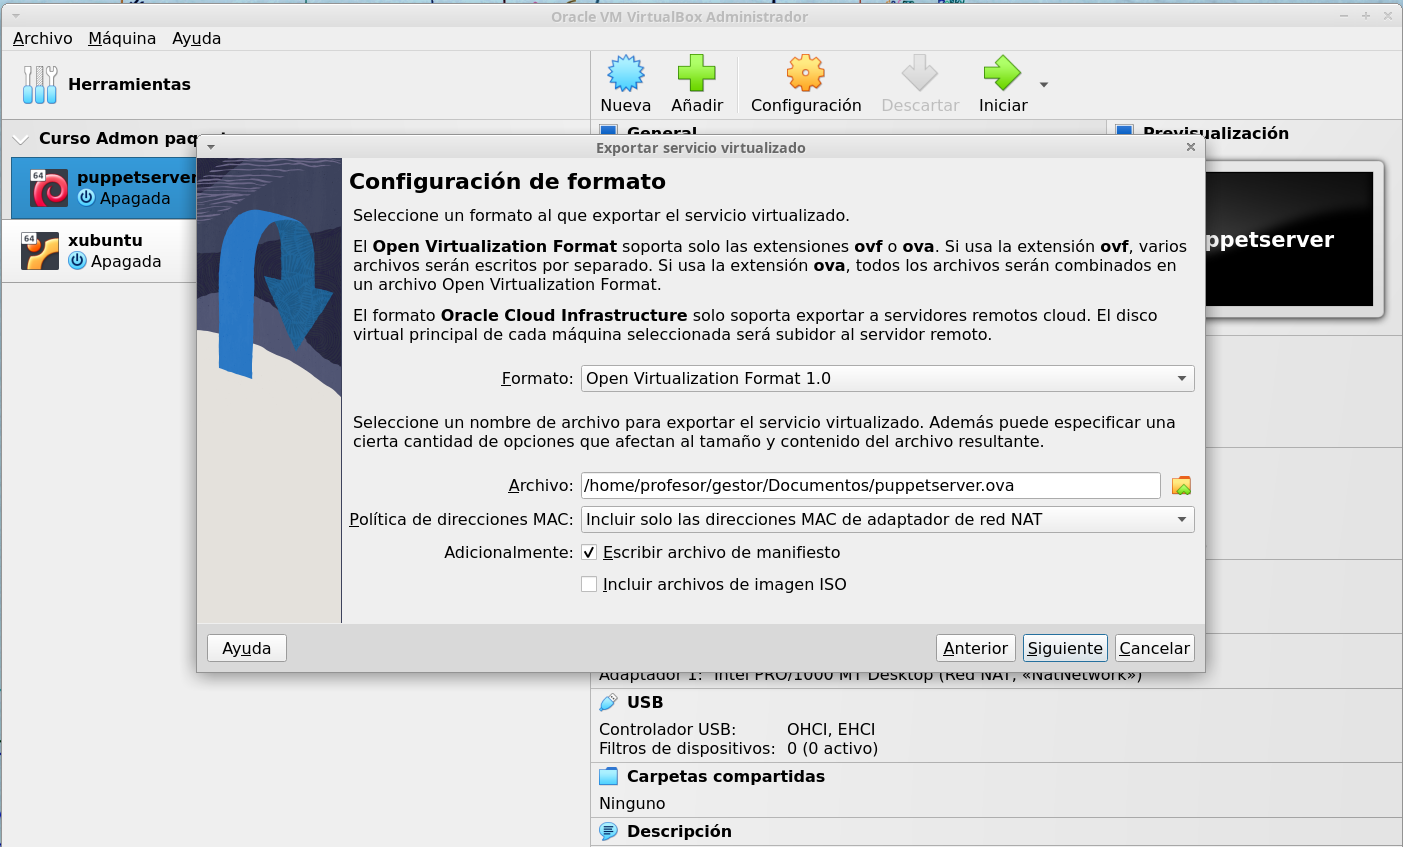 Oracle VM VirtualBox Administrador
Archivo Máquina Ayuda
Herramientas
Nueva Añadir Configuración Descartar Iniciar
Curso Admon
General
Previsualización
puppetserver
Apagada
xubuntu
Apagada
Exportar servicio virtualizado
Configuración de formato
Seleccione un formato al que exportar el servicio virtualizado.
El Open Virtualization Format soporta solo las extensiones ovf o ova. Si usa la extensión ovf, varios
archivos serán escritos por separado. Si usa la extensión ova, todos los archivos serán combinados en
un archivo Open Virtualization Format.
El formato Oracle Cloud Infrastructure solo soporta exportar a servidores remotos cloud. El disco
virtual principal de cada máquina seleccionada será subidor al servidor remoto.
Formato: Open Virtualization Format 1.0
Seleccione un nombre de archivo para exportar el servicio virtualizado. Además puede especificar una
cierta cantidad de opciones que afectan al tamaño y contenido del archivo resultante.
Archivo: /home/profesor/gestor/Documentos/puppetserver.ova
Política de direcciones MAC: Incluir solo las direcciones MAC de adaptador de red NAT
Adicionalmente: Escribir archivo de manifiesto
Incluir archivos de imagen ISO
Ayuda Anterior Siguiente Cancelar
ppetserver
Adaptador 1: Intel PRO/1000 MT Desktop (Red NAT, «NatNetwork»)
USB
Controlador USB: OHCI, EHCI
Filtros de dispositivos: 0 (0 activo)
Carpetas compartidas
Ninguno
Descripción